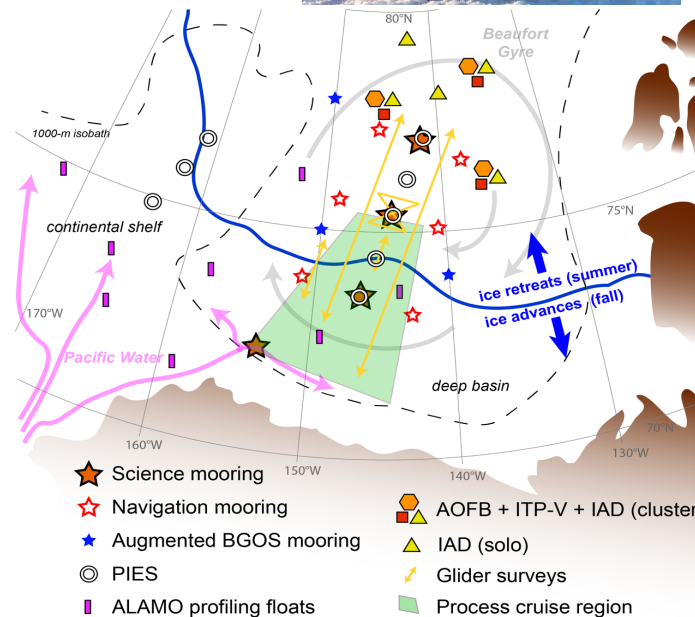 80°N
Beaufort
Gyre
1000-m isobath
75°N
continental shelf
ice retreats (summer)
ice advances (fall)
170°W
Pacific Water
deep basin
70°N
160°W
150°W
140°W
130°W
Science mooring
Navigation mooring
Augmented BGOS mooring
PIES
ALAMO profiling floats
AOFB + ITP-V + IAD (cluster
IAD (solo)
Glider surveys
Process cruise region